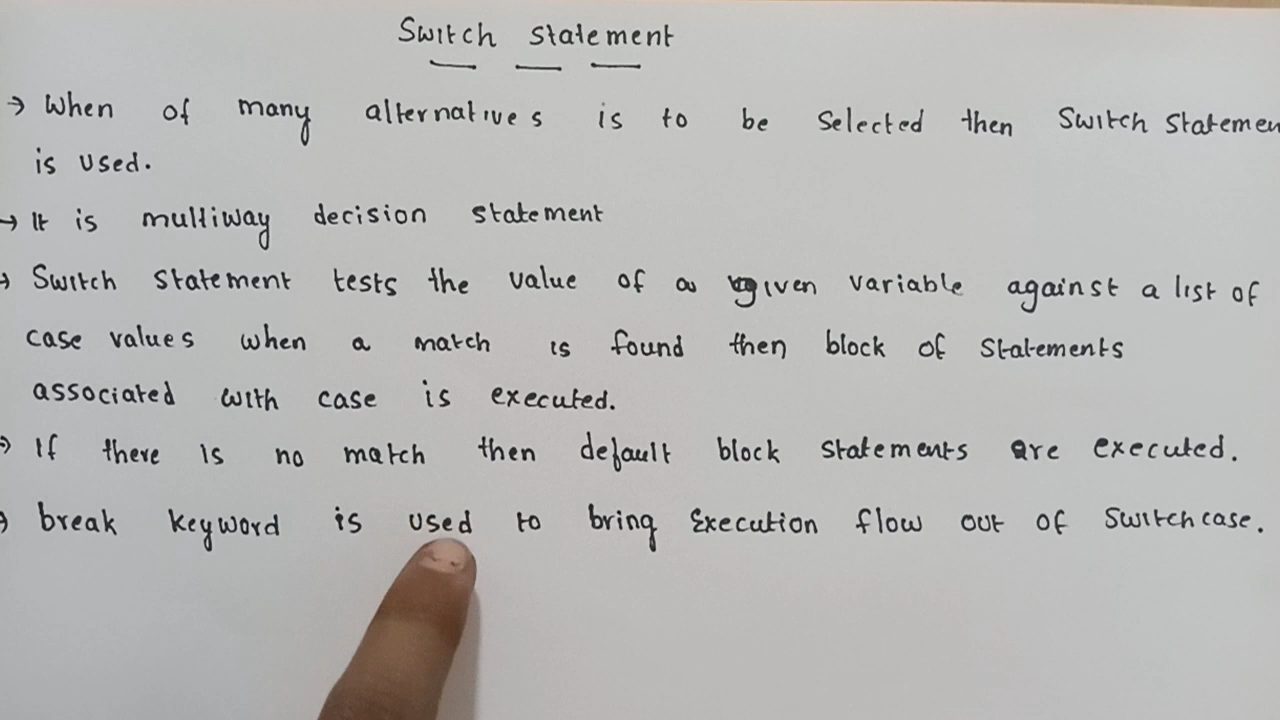 Switch statement
→ When of many alternatives is to be Selected then Switch Statemen
is used.
→ It is multiway decision statement
→ Switch Statement tests the value of a given variable against a list of
case values when a match is found then block of Statements
associated with case is executed.
→ If there is no match then default block statements are executed.
→ break keyword is used to bring Execution flow out of Switch case.